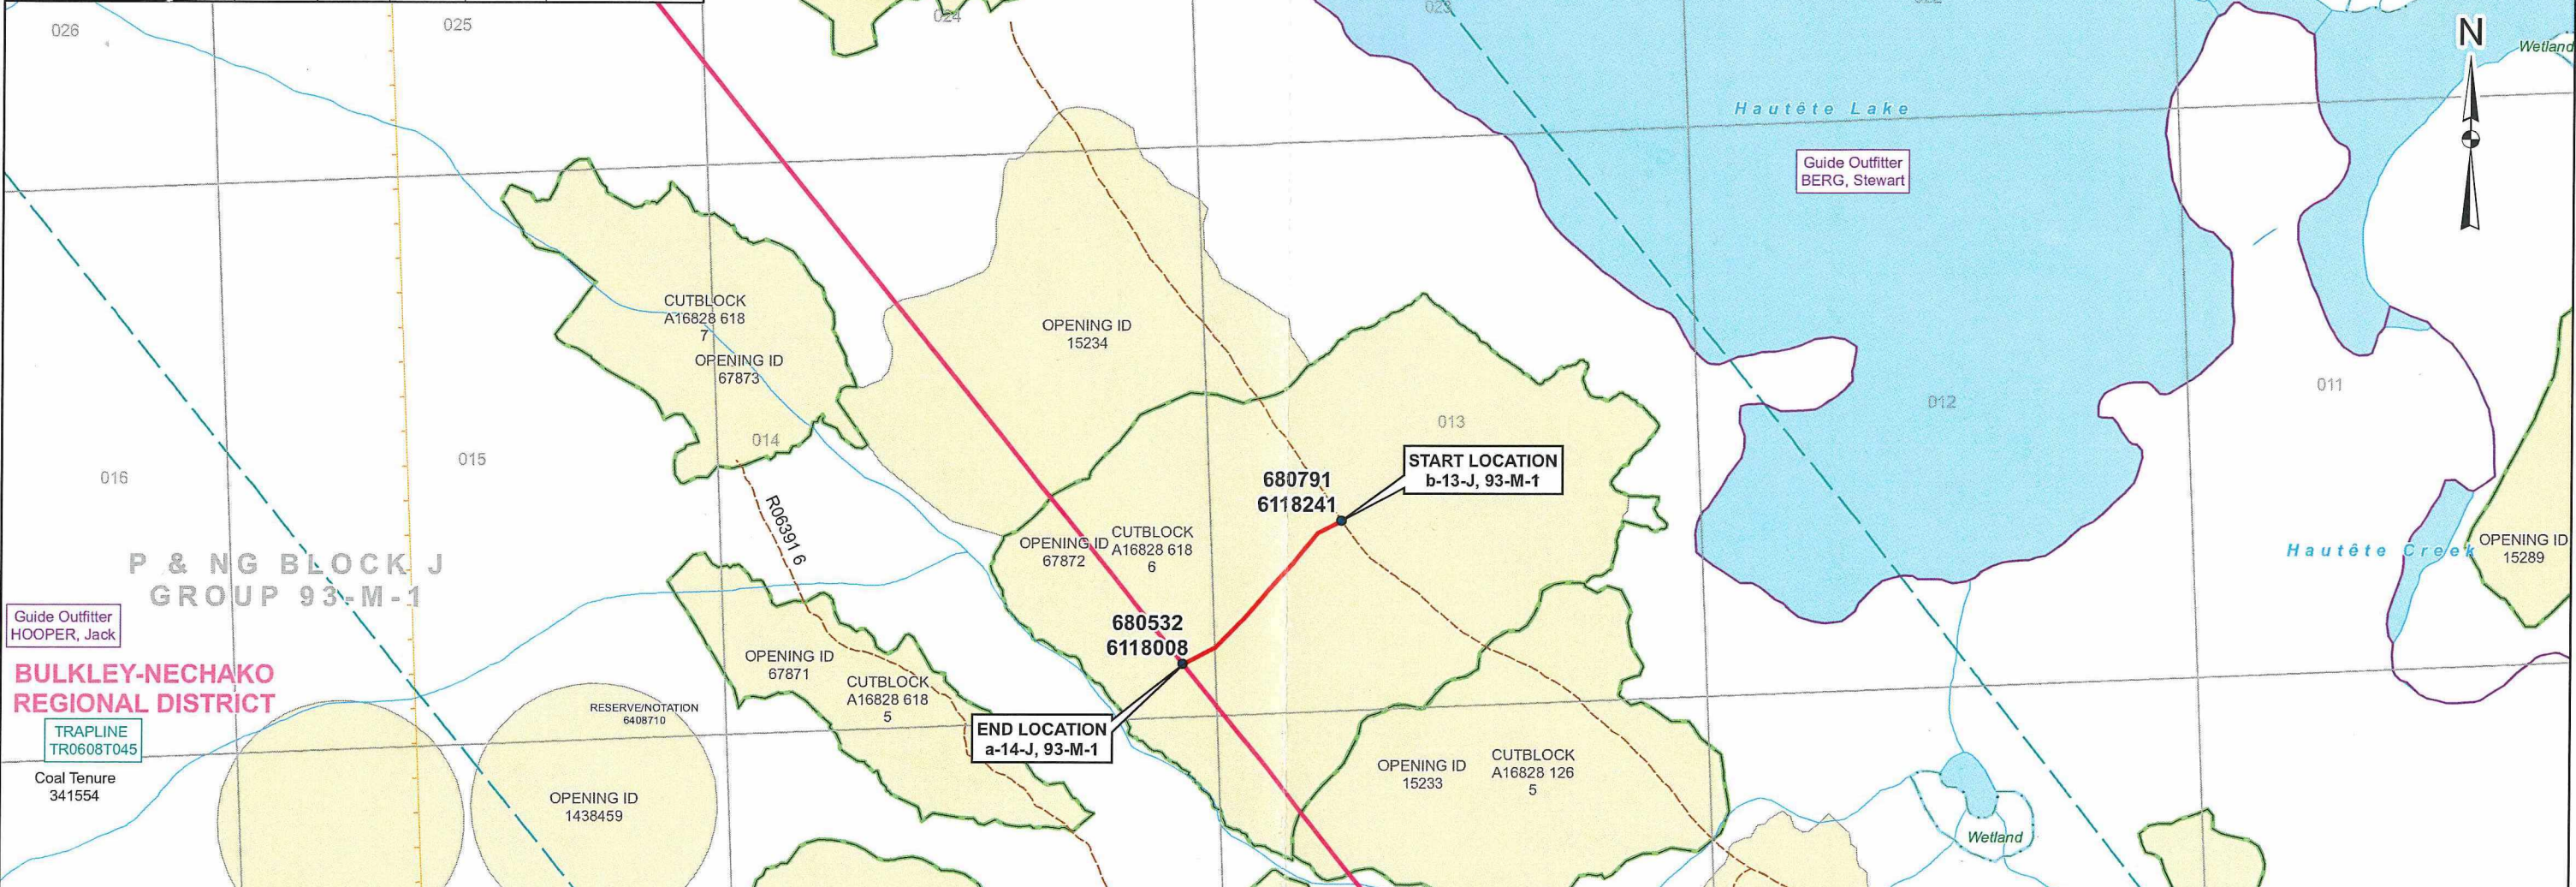 026
025
024
023
N
Wetland
Hautête Lake
Guide Outfitter
BERG, Stewart
CUTBLOCK
A16828 618
7
OPENING ID
67873
OPENING ID
15234
011
012
013
014
015
016
START LOCATION
b-13-J, 93-M-1
680791
6118241
R06391 6
OPENING ID
67872
CUTBLOCK
A16828 618
6
P & NG BLOCK J
GROUP 93-M-1
Hautête Creek
OPENING ID
15289
Guide Outfitter
HOOPER, Jack
680532
6118008
BULKLEY-NECHAKO
REGIONAL DISTRICT
OPENING ID
67871
CUTBLOCK
A16828 618
5
RESERVE/NOTATION
6408710
TRAPLINE
TR0608T045
END LOCATION
a-14-J, 93-M-1
Coal Tenure
341554
OPENING ID
1438459
OPENING ID
15233
CUTBLOCK
A16828 126
5
Wetland